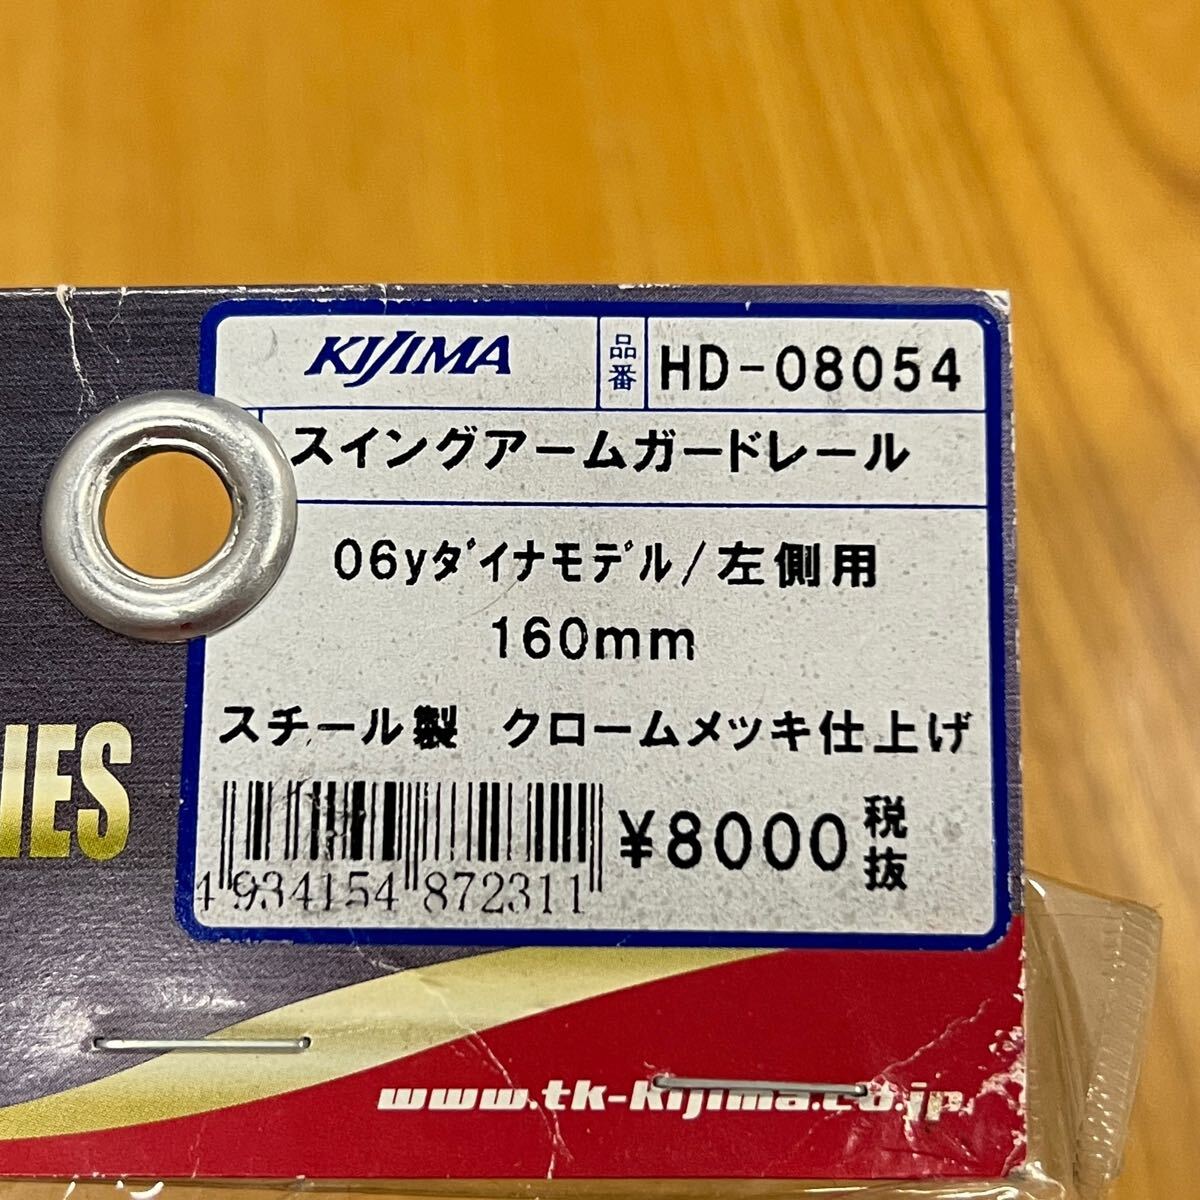 KIJIMA 品番 HD-08054
スイングアームガードレール
06yダイナモデル/左側用
160mm
スチール製 クロームメッキ仕上げ
¥8000 税抜
4 934154 872311
IES
www.tk-kijima.co.jp